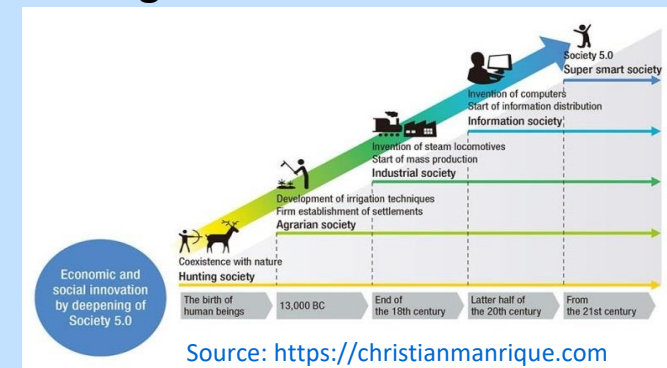 Society 5.0
Super smart society
Invention of computers
Start of information distribution
Information society
Invention of steam locomotives
Start of mass production
Industrial society
Development of irrigation techniques
Firm establishment of settlements
Agrarian society
Coexistence with nature
Hunting society
Economic and
social innovation
by deepening of
Society 5.0
The birth of
human beings
13,000 BC
End of
the 18th century
Latter half of
the 20th century
From
the 21st century
Source: https://christianmanrique.com